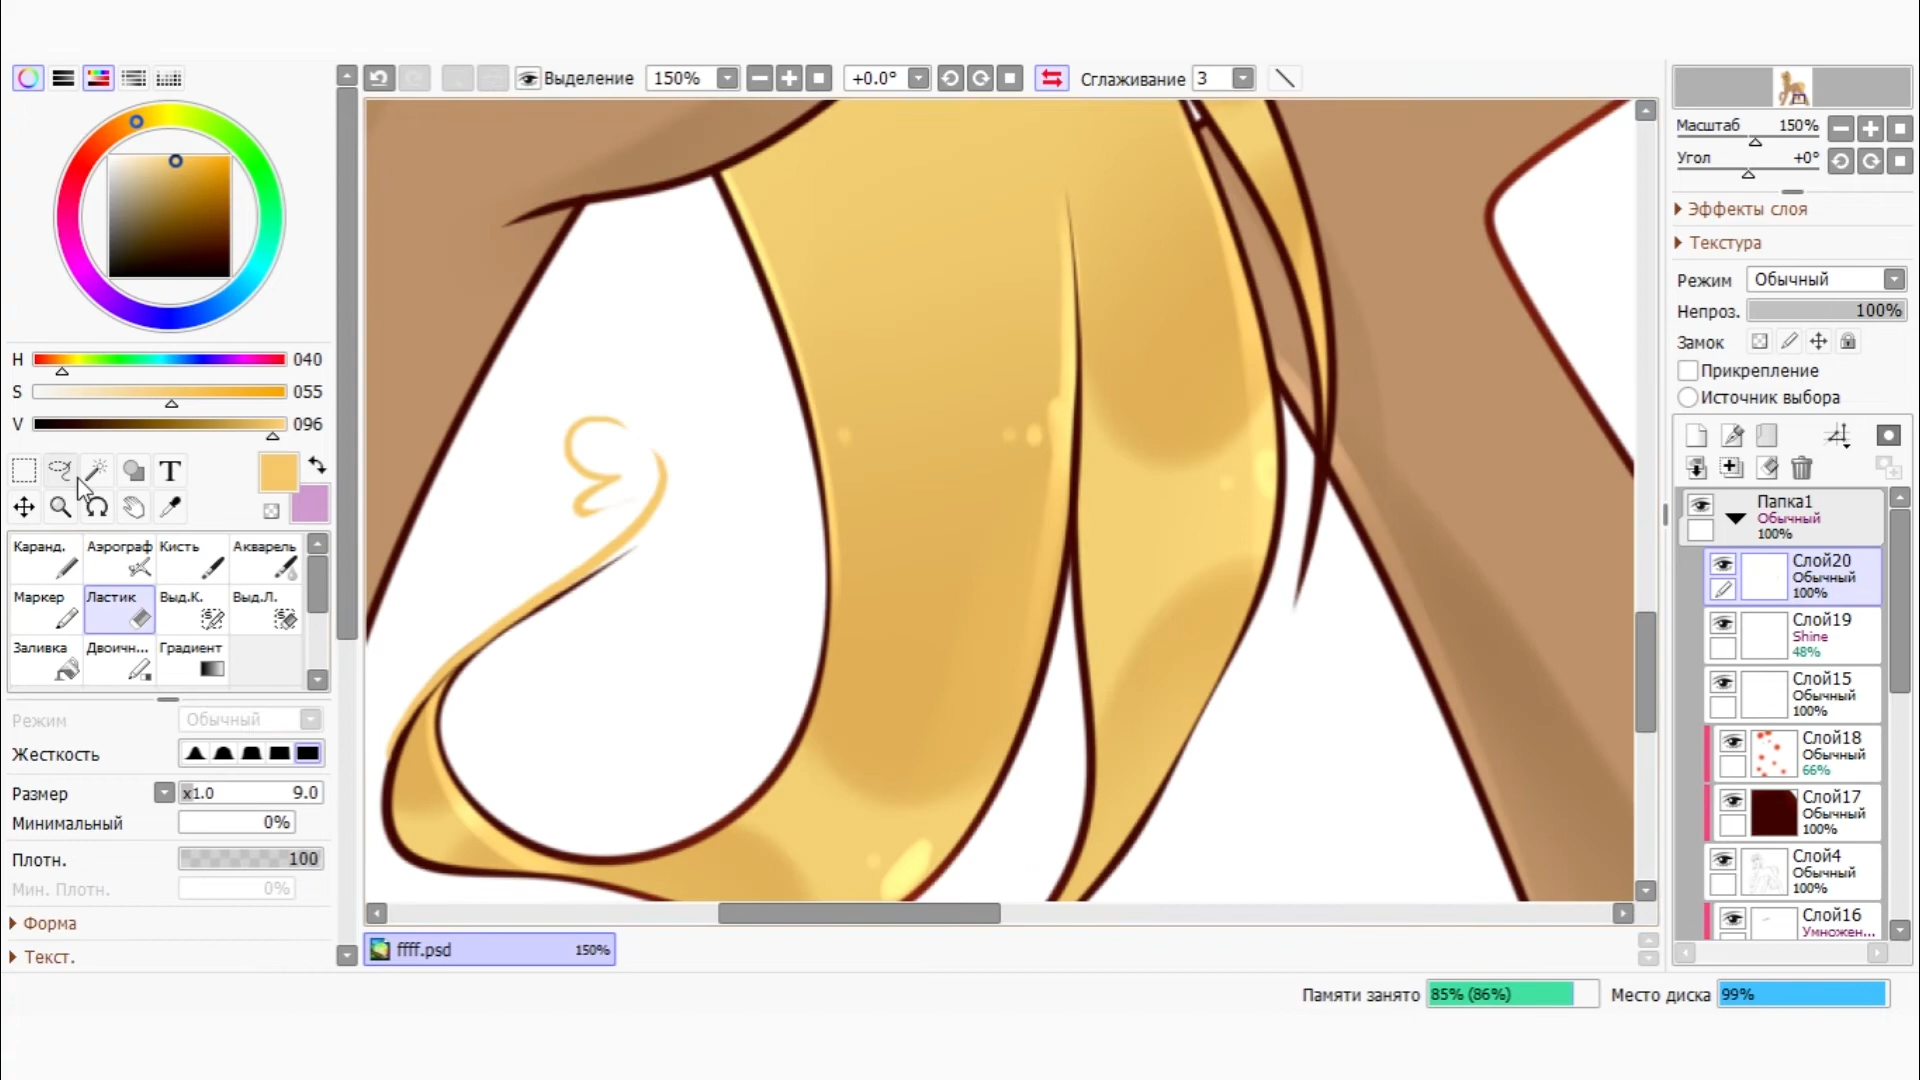 Выделение 150% +0.0° Сглаживание 3
H 040
S 055
V 096
T
Каранд. Аэрограф Кисть Акварель
Маркер Ластик Выд.К. Выд.Л.
Заливка Двоичн... Градиент
Режим Обычный
Жесткость
Размер x1.0 9.0
Минимальный 0%
Плотн. 100
Мин. Плотн. 0%
Форма
Текст.
ffff.psd 150%
Масштаб 150%
Угол +0°
Эффекты слоя
Текстура
Режим Обычный
Непроз. 100%
Замок
Прикрепление
Источник выбора
Папка1
Обычный
100%
Слой20
Обычный
100%
Слой19
Shine
48%
Слой15
Обычный
100%
Слой18
Обычный
66%
Слой17
Обычный
100%
Слой4
Обычный
100%
Слой16
Умножен...
Памяти занято 85% (86%) Место диска 99%